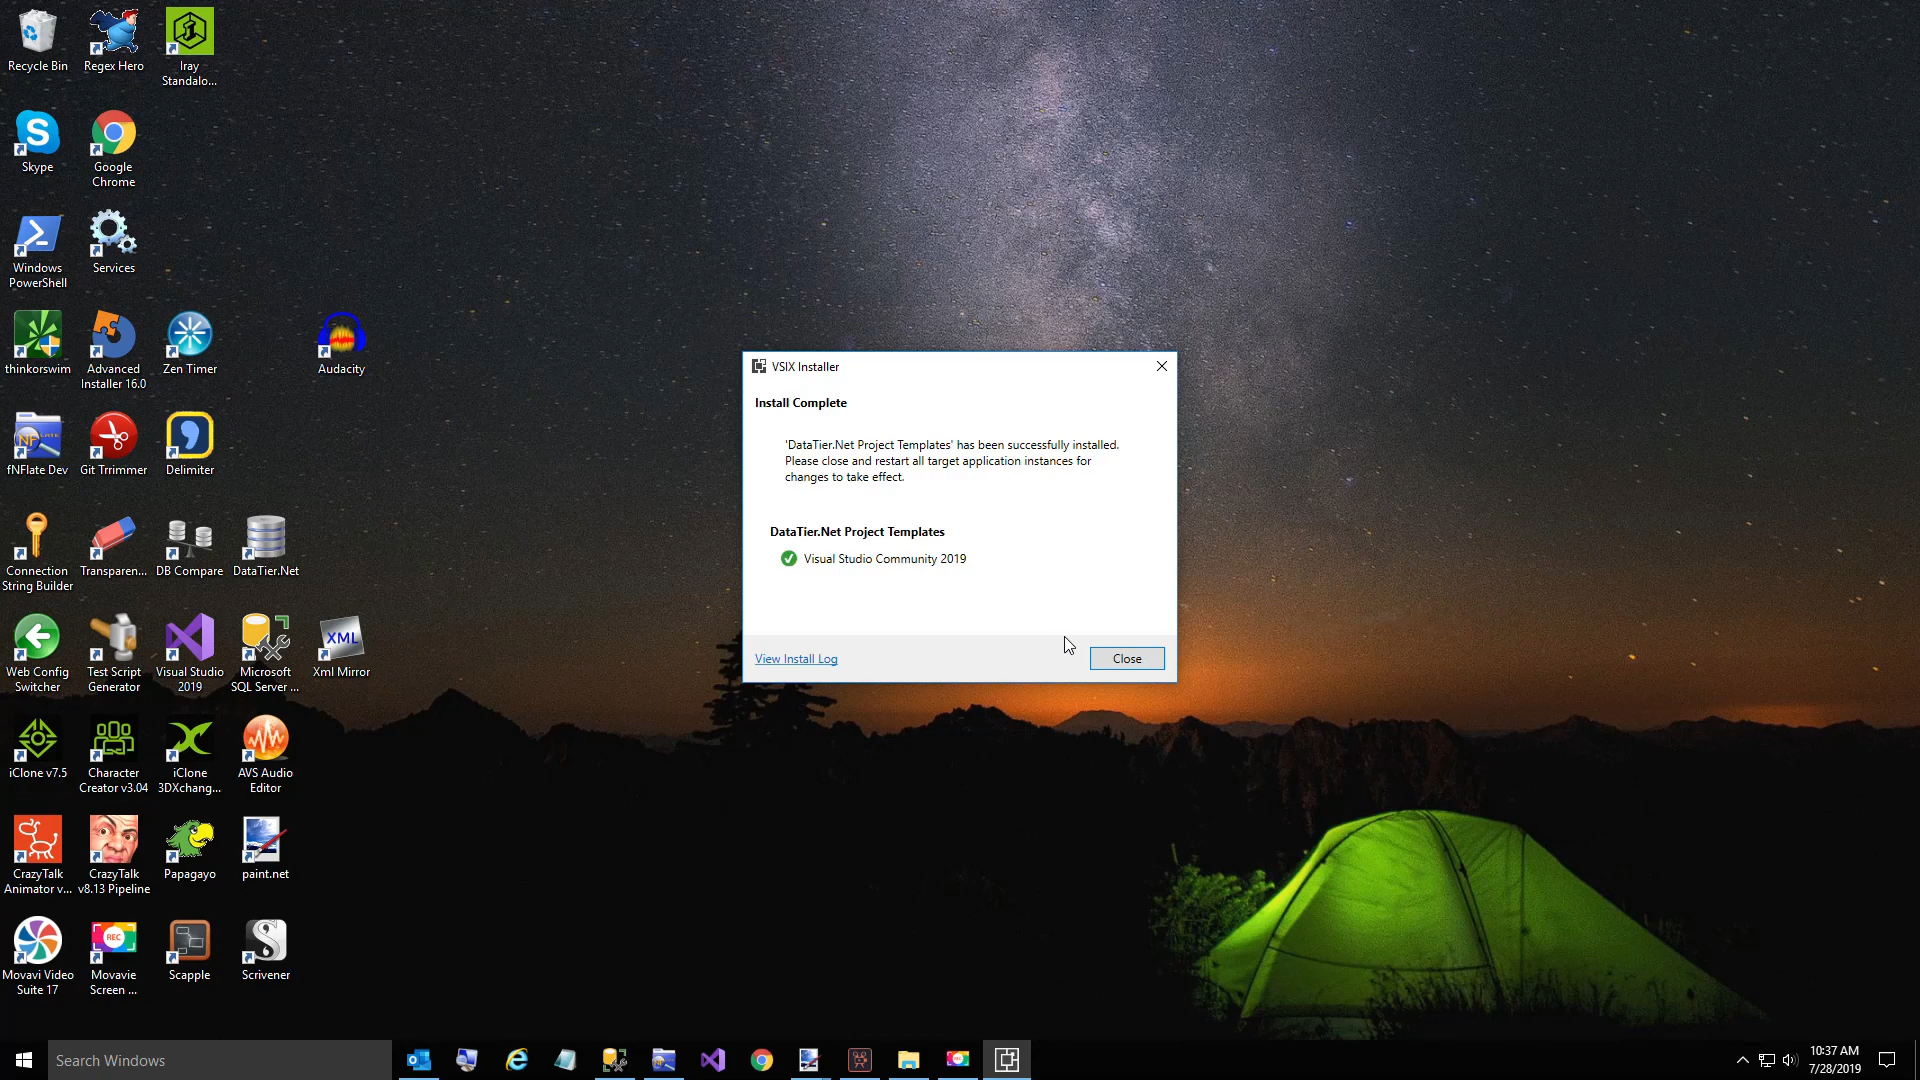 Recycle Bin
Regex Hero
Iray
Standalo...
Skype
Google
Chrome
Windows
PowerShell
Services
thinkorswim
Advanced
Installer 16.0
Zen Timer
Audacity
fNFlate Dev
Git Trrimmer
Delimiter
Connection
String Builder
Transparen...
DB Compare
DataTier.Net
Web Config
Switcher
Test Script
Generator
Visual Studio
2019
Microsoft
SQL Server ...
XML
Xml Mirror
iClone v7.5
Character
Creator v3.04
iClone
3DXchang...
AVS Audio
Editor
CrazyTalk
Animator v...
CrazyTalk
v8.13 Pipeline
Papagayo
paint.net
Movavi Video
Suite 17
REC
Movavie
Screen ...
Scapple
Scrivener
VSIX Installer
Install Complete
'DataTier.Net Project Templates' has been successfully installed.
Please close and restart all target application instances for
changes to take effect.
DataTier.Net Project Templates
Visual Studio Community 2019
View Install Log
Close
Search Windows
10:37 AM
7/28/2019